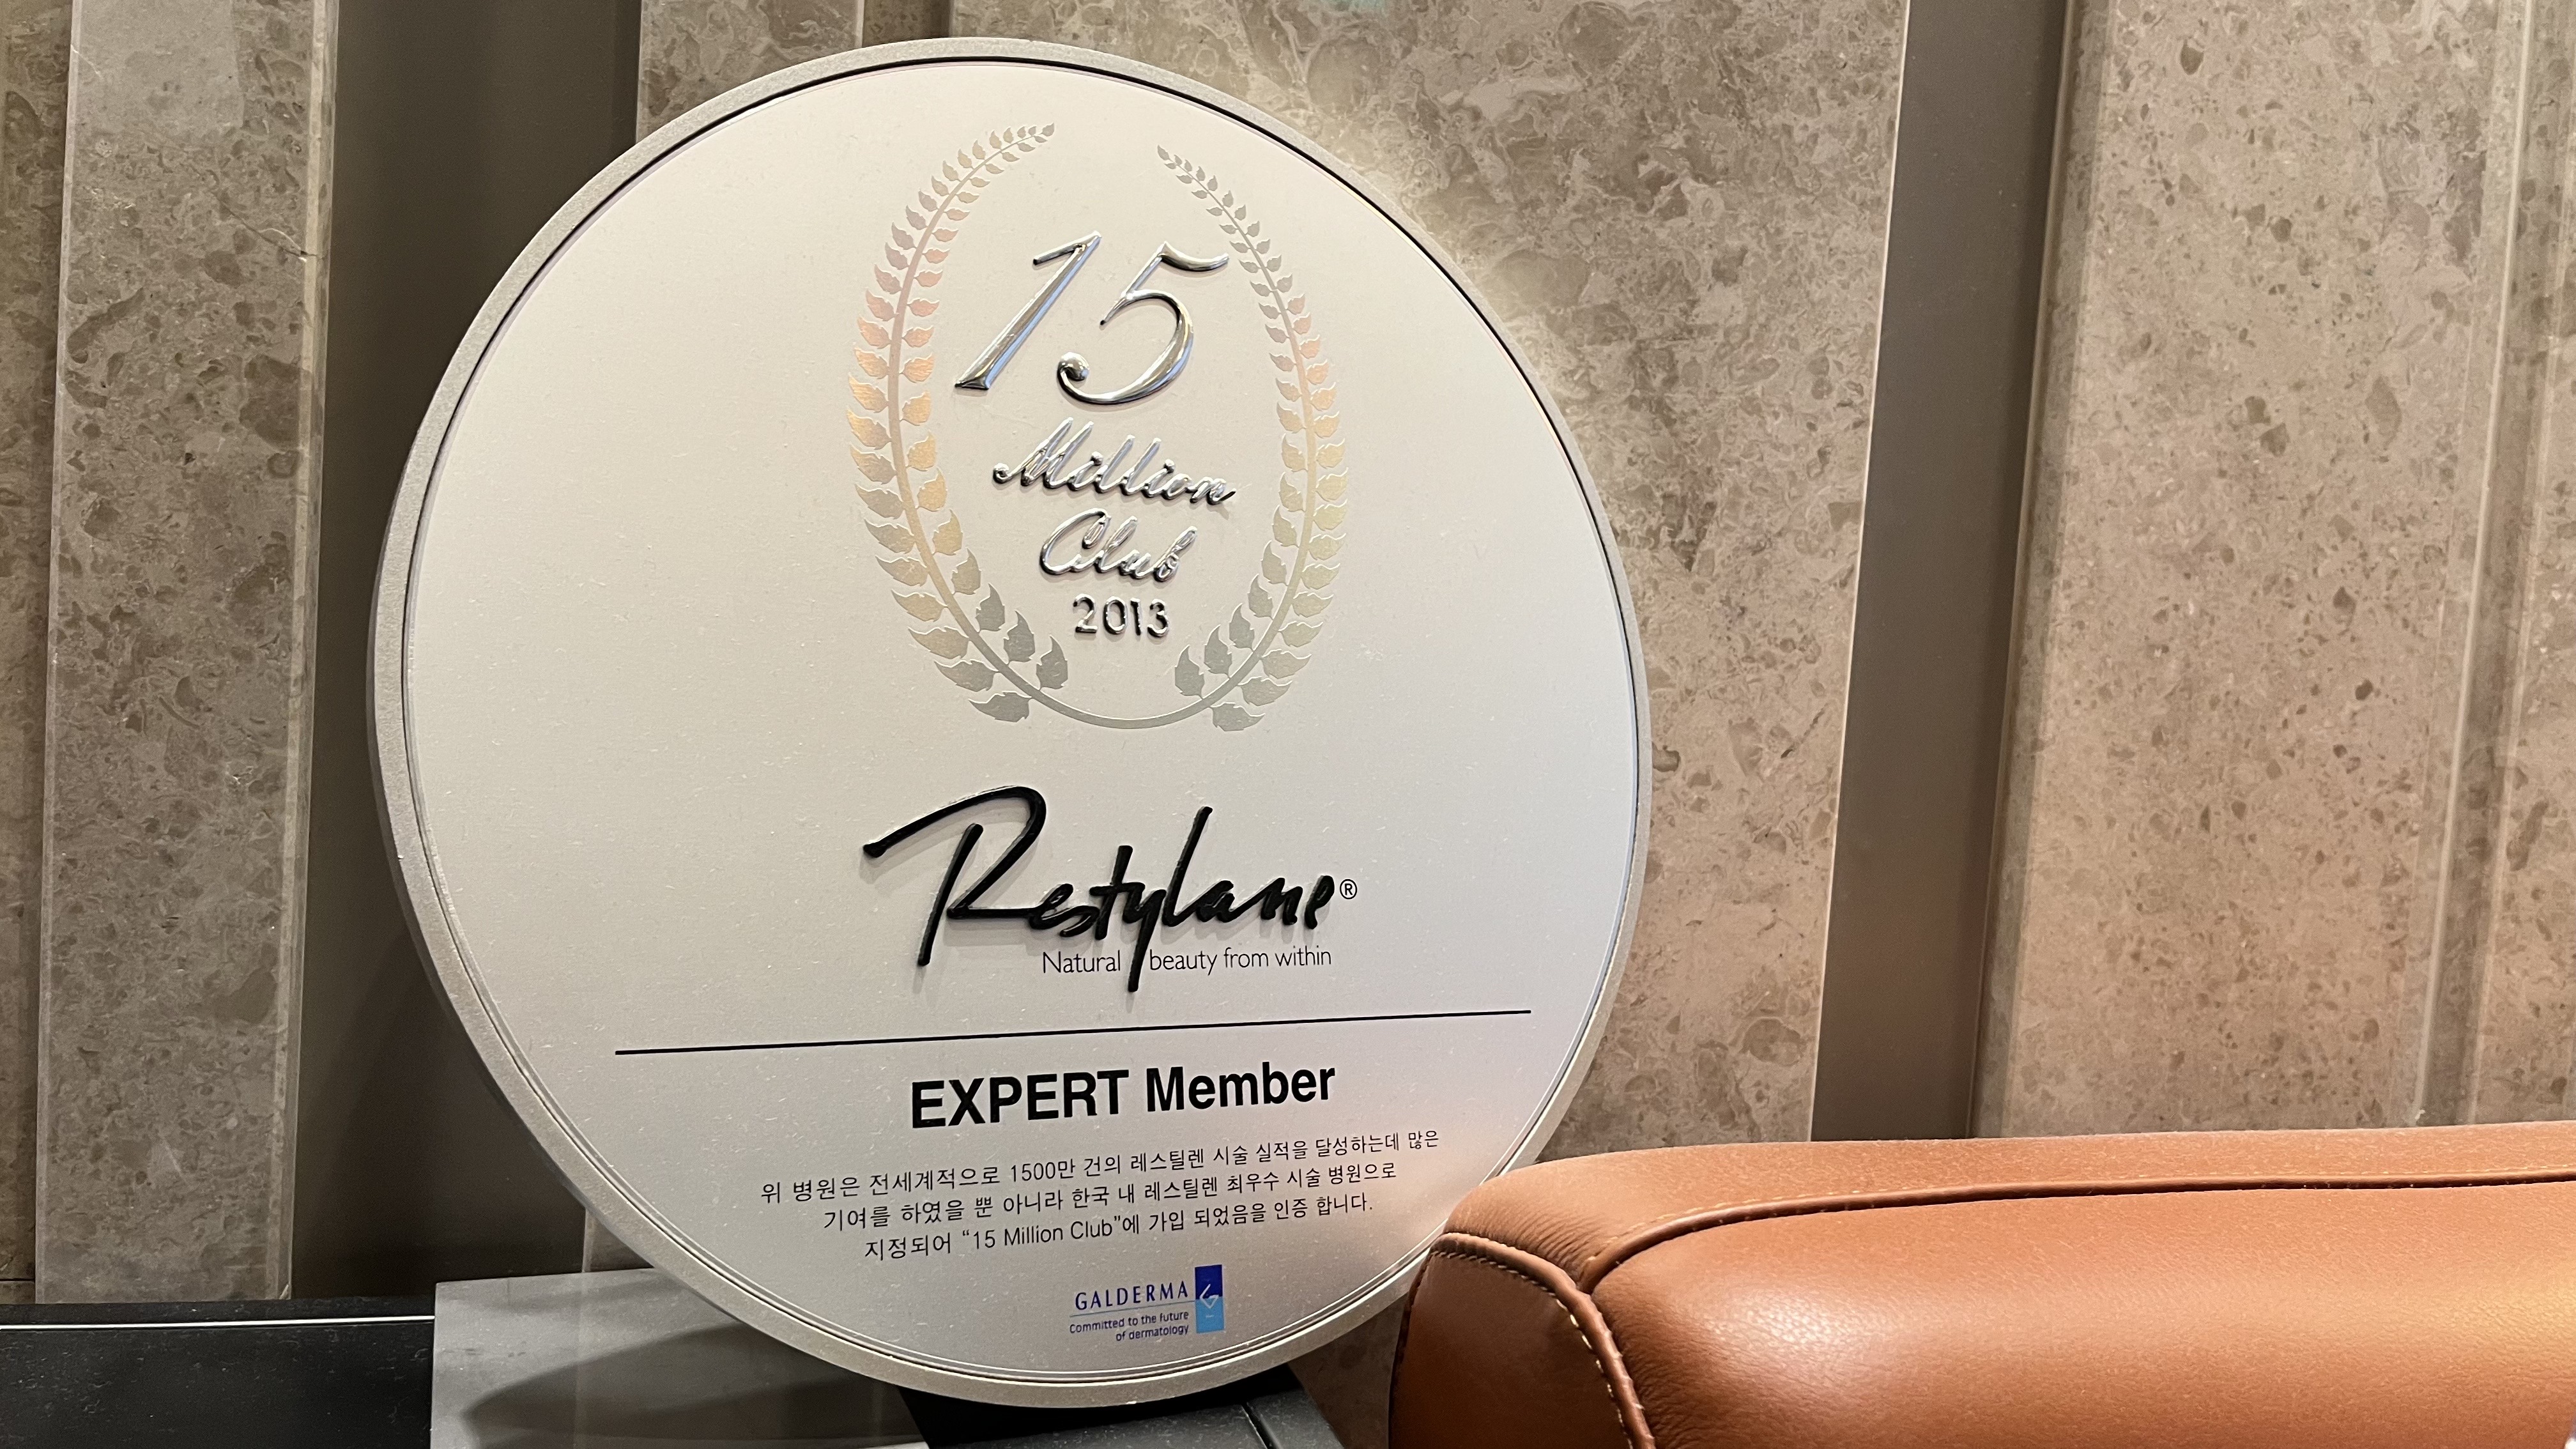 15
Million
Club
2013
Restylane®
Natural beauty from within
EXPERT Member
위 병원은 전세계적으로 1500만 건의 레스틸렌 시술 실적을 달성하는데 많은
기여를 하였을 뿐 아니라 한국 내 레스틸렌 최우수 시술 병원으로
지정되어 “15 Million Club”에 가입 되었음을 인증 합니다.
GALDERMA
Committed to the future
of dermatology